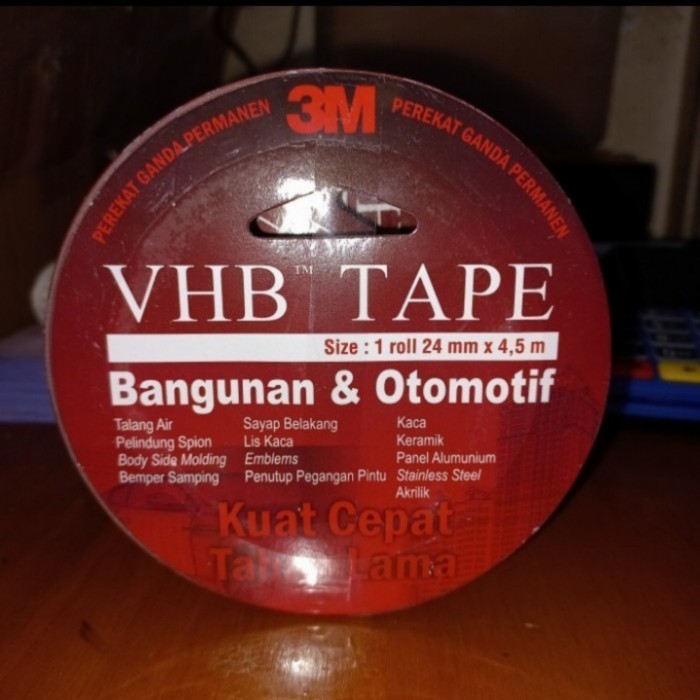 3M
PEREKAT GANDA PERMANEN
PEREKAT GANDA PERMANEN
VHB™ TAPE
Size : 1 roll 24 mm x 4,5 m
Bangunan & Otomotif
Talang Air
Pelindung Spion
Body Side Molding
Bemper Samping
Sayap Belakang
Lis Kaca
Emblems
Penutup Pegangan Pintu
Kaca
Keramik
Panel Alumunium
Stainless Steel
Akrilik
Kuat Cepat
Tahan Lama